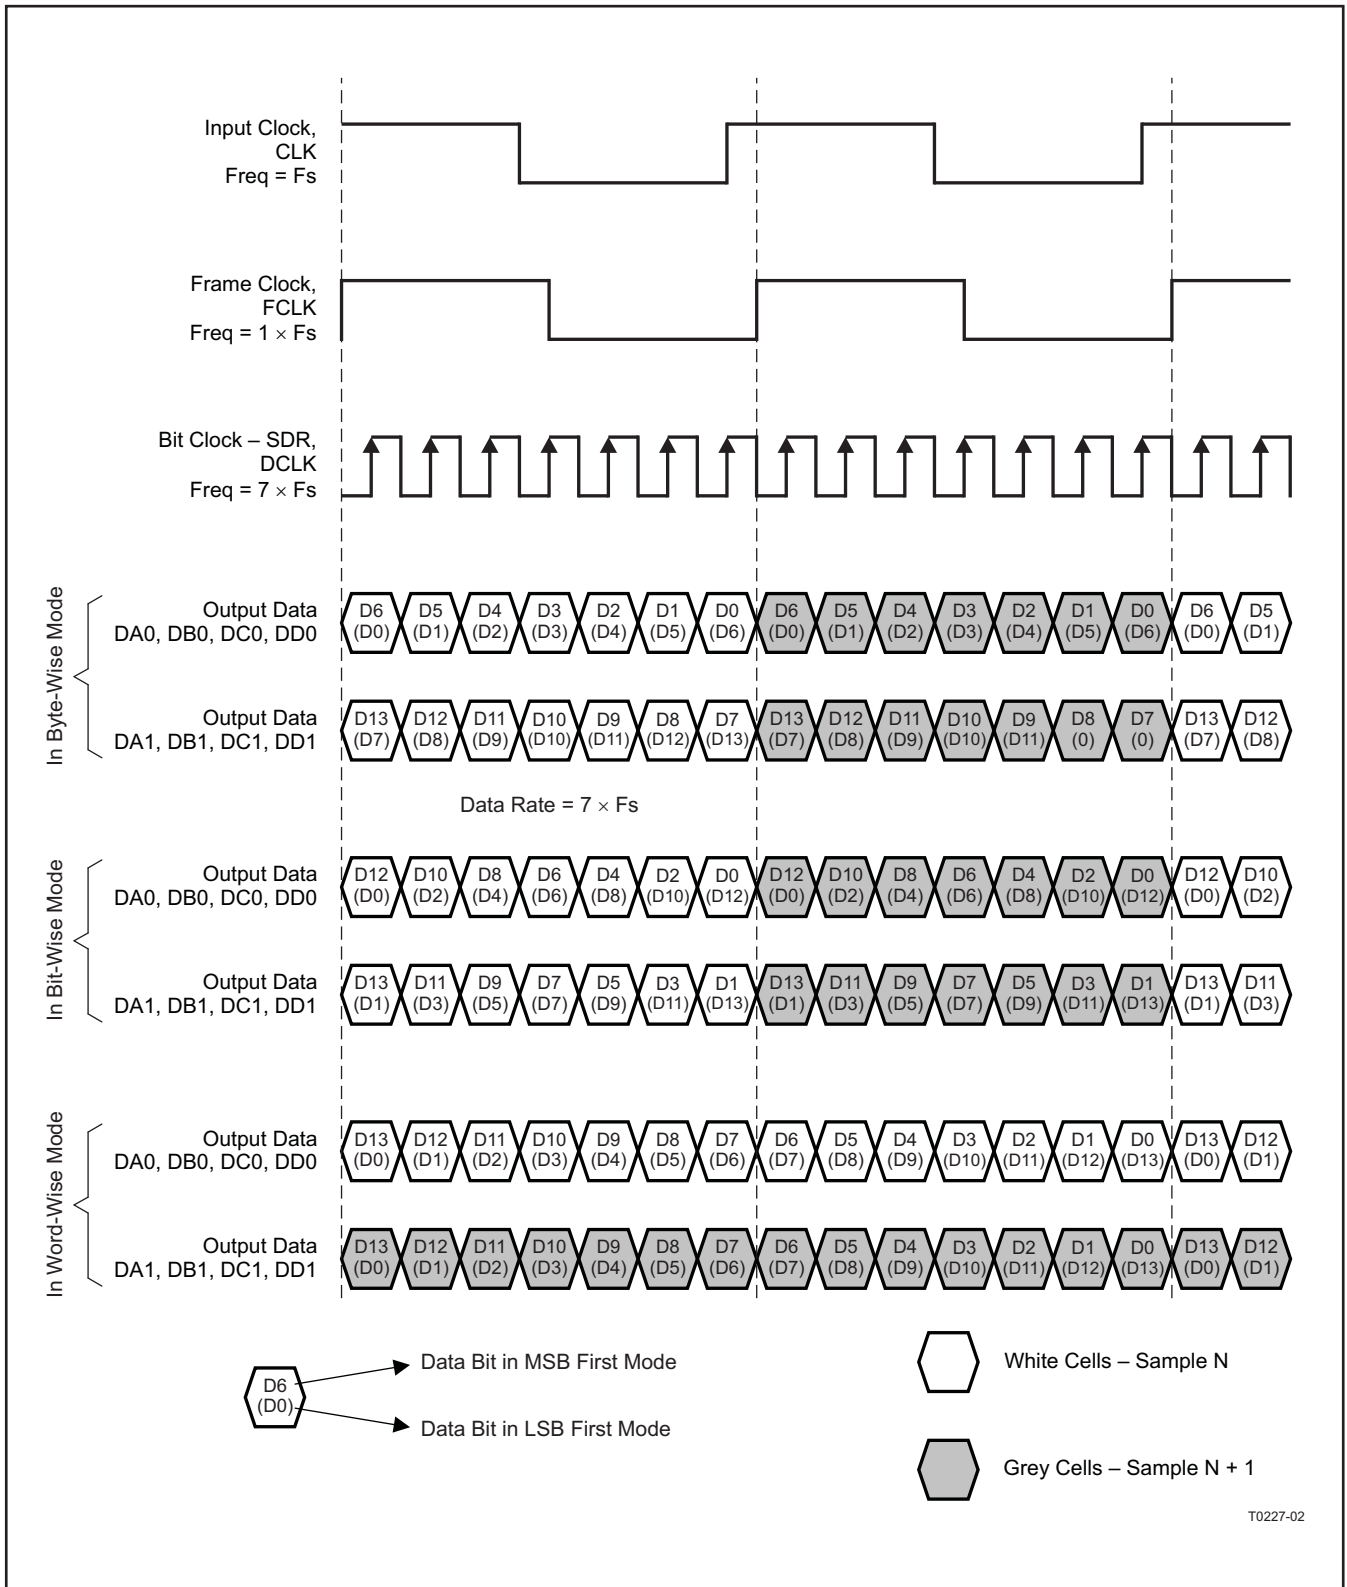 Input Clock,
CLK
Freq = Fs
Frame Clock,
FCLK
Freq = 1 × Fs
Bit Clock – SDR,
DCLK
Freq = 7 × Fs
In Byte-Wise Mode
Output Data
DA0, DB0, DC0, DD0
D6 D5 D4 D3 D2 D1 D0 D6 D5 D4 D3 D2 D1 D0 D6 D5
(D0) (D1) (D2) (D3) (D4) (D5) (D6) (D0) (D1) (D2) (D3) (D4) (D5) (D6) (D0) (D1)
Output Data
DA1, DB1, DC1, DD1
D13 D12 D11 D10 D9 D8 D7 D13 D12 D11 D10 D9 D8 D7 D13 D12
(D7) (D8) (D9) (D10) (D11) (D12) (D13) (D7) (D8) (D9) (D10) (D11) (0) (0) (D7) (D8)
Data Rate = 7 × Fs
In Bit-Wise Mode
Output Data
DA0, DB0, DC0, DD0
D12 D10 D8 D6 D4 D2 D0 D12 D10 D8 D6 D4 D2 D0 D12 D10
(D0) (D2) (D4) (D6) (D8) (D10) (D12) (D0) (D2) (D4) (D6) (D8) (D10) (D12) (D0) (D2)
Output Data
DA1, DB1, DC1, DD1
D13 D11 D9 D7 D5 D3 D1 D13 D11 D9 D7 D5 D3 D1 D13 D11
(D1) (D3) (D5) (D7) (D9) (D11) (D13) (D1) (D3) (D5) (D7) (D9) (D11) (D13) (D1) (D3)
In Word-Wise Mode
Output Data
DA0, DB0, DC0, DD0
D13 D12 D11 D10 D9 D8 D7 D6 D5 D4 D3 D2 D1 D0 D13 D12
(D0) (D1) (D2) (D3) (D4) (D5) (D6) (D7) (D8) (D9) (D10) (D11) (D12) (D13) (D0) (D1)
Output Data
DA1, DB1, DC1, DD1
D13 D12 D11 D10 D9 D8 D7 D6 D5 D4 D3 D2 D1 D0 D13 D12
(D0) (D1) (D2) (D3) (D4) (D5) (D6) (D7) (D8) (D9) (D10) (D11) (D12) (D13) (D0) (D1)
D6
(D0)
Data Bit in MSB First Mode
Data Bit in LSB First Mode
White Cells – Sample N
Grey Cells – Sample N + 1
T0227-02